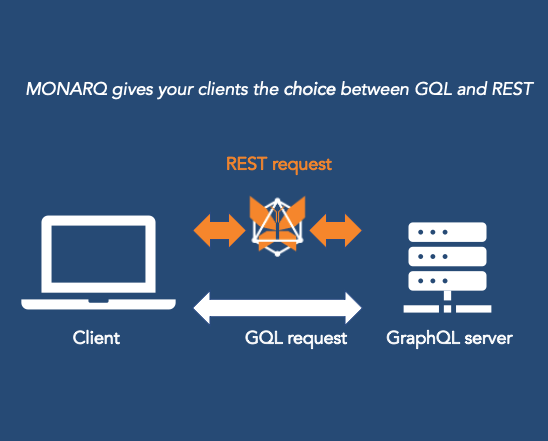 MONARQ gives your clients the choice between GQL and REST
REST request
Client
GQL request
GraphQL server